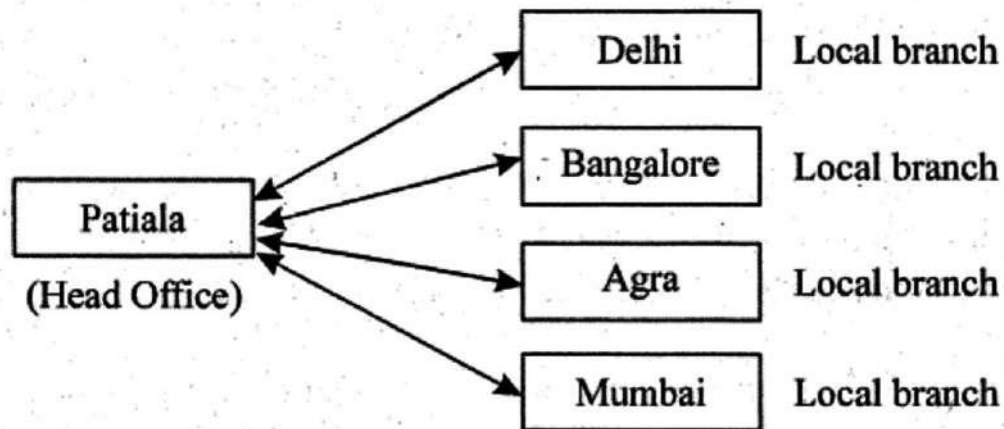 Delhi Local branch
Bangalore Local branch
Patiala
(Head Office)
Agra Local branch
Mumbai Local branch